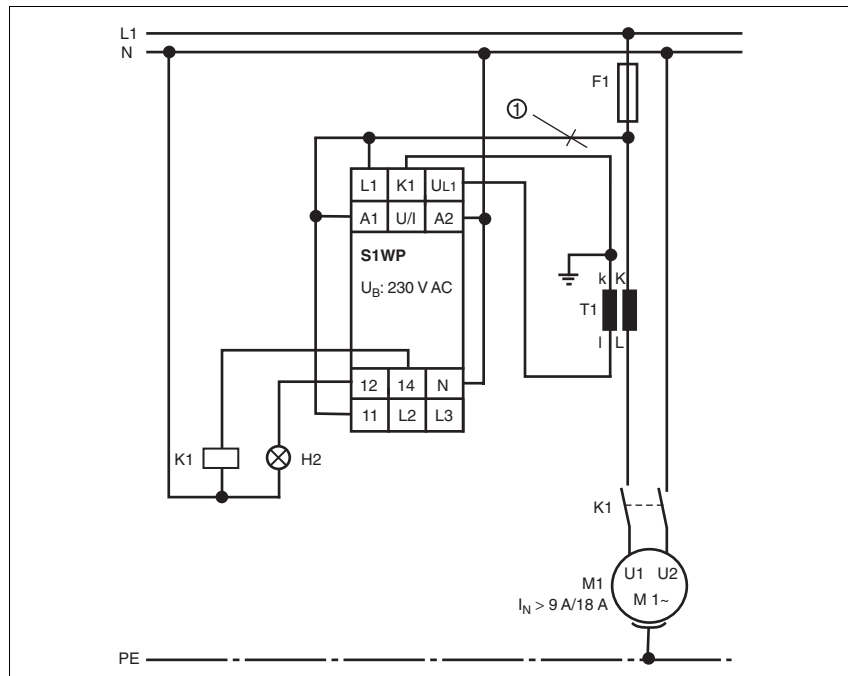 L1
N
F1
①
L1 K1 UL1
A1 U/I A2
S1WP
UB: 230 V AC
k K
T1
l L
12 14 N
11 L2 L3
K1
H2
K1
M1
U1 U2
M 1~
IN > 9 A/18 A
PE